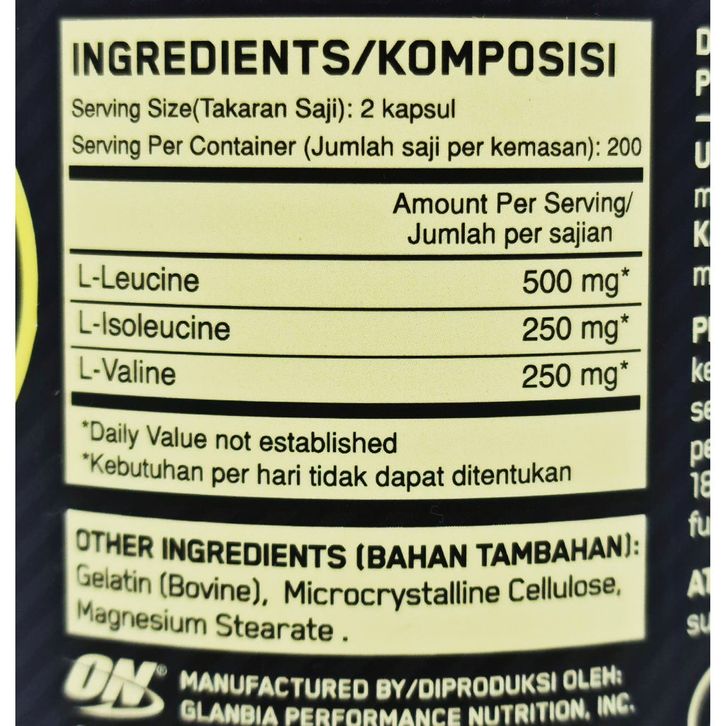 INGREDIENTS/KOMPOSISI
Serving Size(Takaran Saji): 2 kapsul
Serving Per Container (Jumlah saji per kemasan): 200
Amount Per Serving/
Jumlah per sajian
L-Leucine 500 mg*
L-Isoleucine 250 mg*
L-Valine 250 mg*
*Daily Value not established
*Kebutuhan per hari tidak dapat ditentukan
OTHER INGREDIENTS (BAHAN TAMBAHAN):
Gelatin (Bovine), Microcrystalline Cellulose,
Magnesium Stearate .
ON® MANUFACTURED BY/DIPRODUKSI OLEH:
GLANBIA PERFORMANCE NUTRITION, INC.